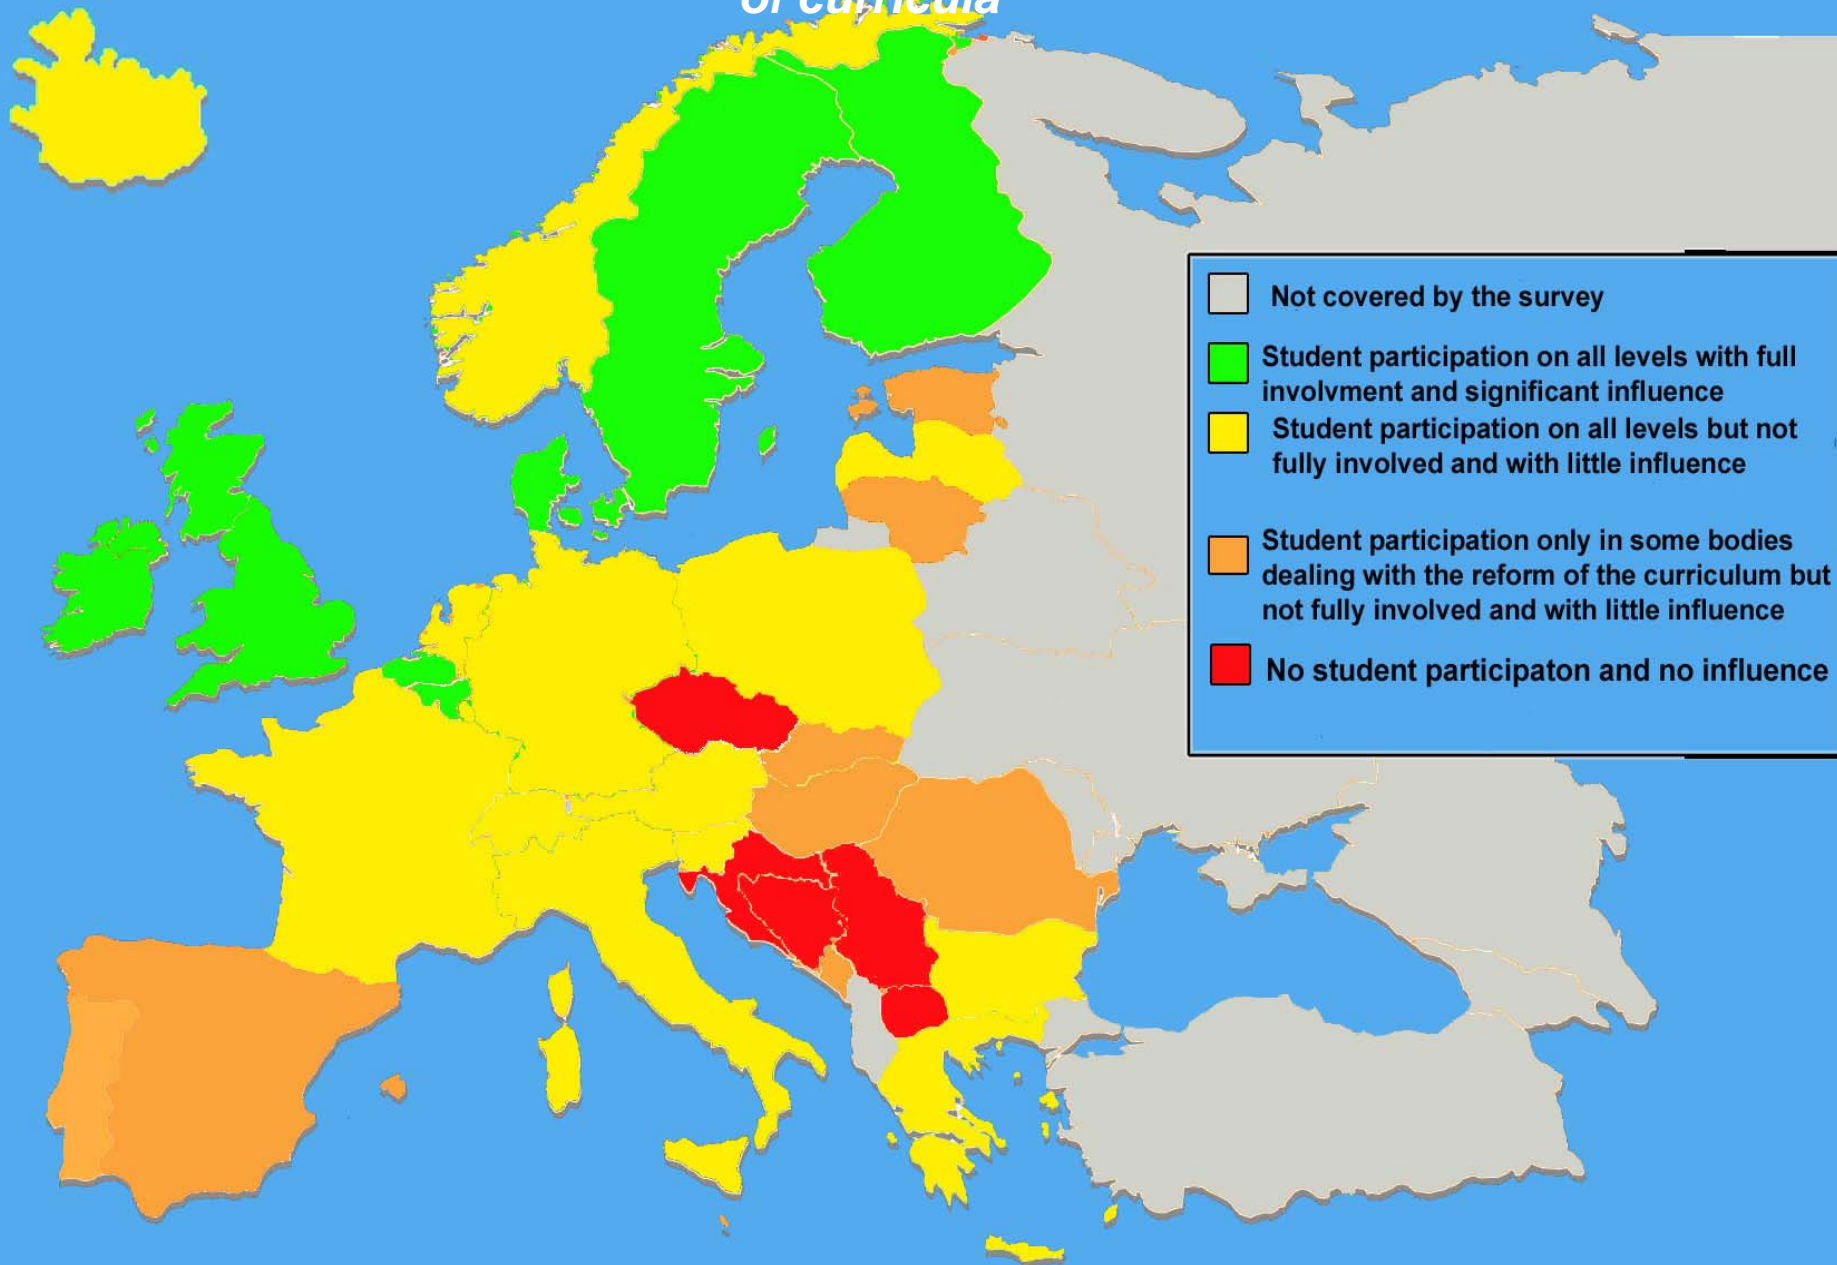 of curricula
Not covered by the survey
Student participation on all levels with full
involvment and significant influence
Student participation on all levels but not
fully involved and with little influence
Student participation only in some bodies
dealing with the reform of the curriculum but
not fully involved and with little influence
No student participaton and no influence